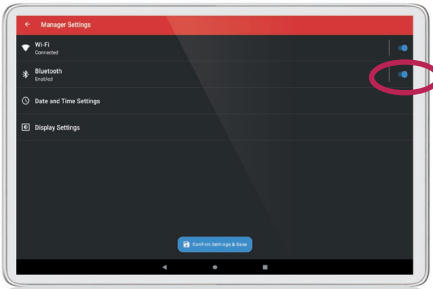 Manager Settings
Wi-Fi
Connected
Bluetooth
Enabled
Date and Time Settings
Display Settings
Confirm Settings & Save